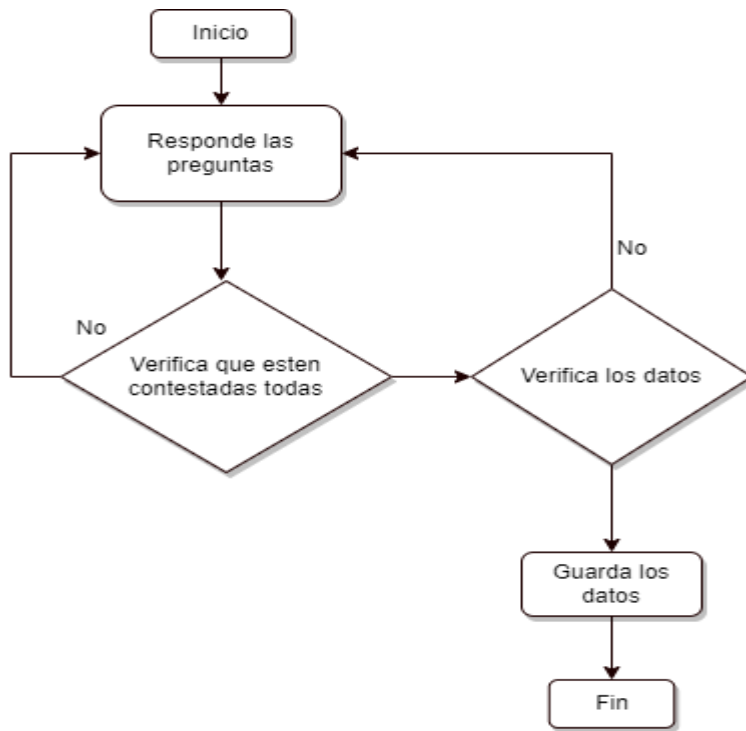 Inicio
Responde las
preguntas
No
No
Verifica que esten
contestadas todas
Verifica los datos
Guarda los
datos
Fin